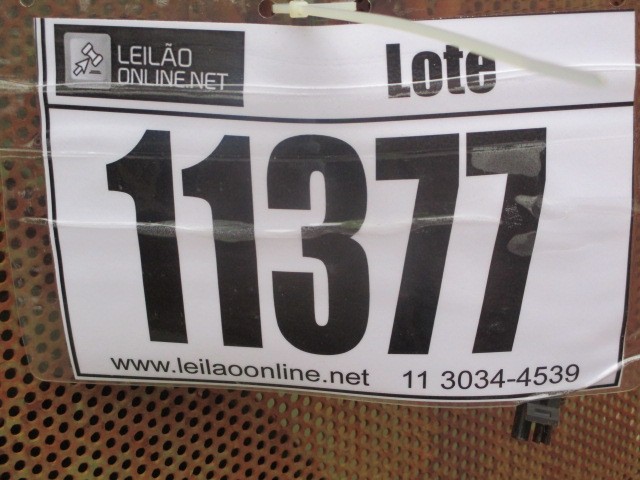 LEILÃO
ONLINE.NET
Lote
11377
www.leilaoonline.net 11 3034-4539